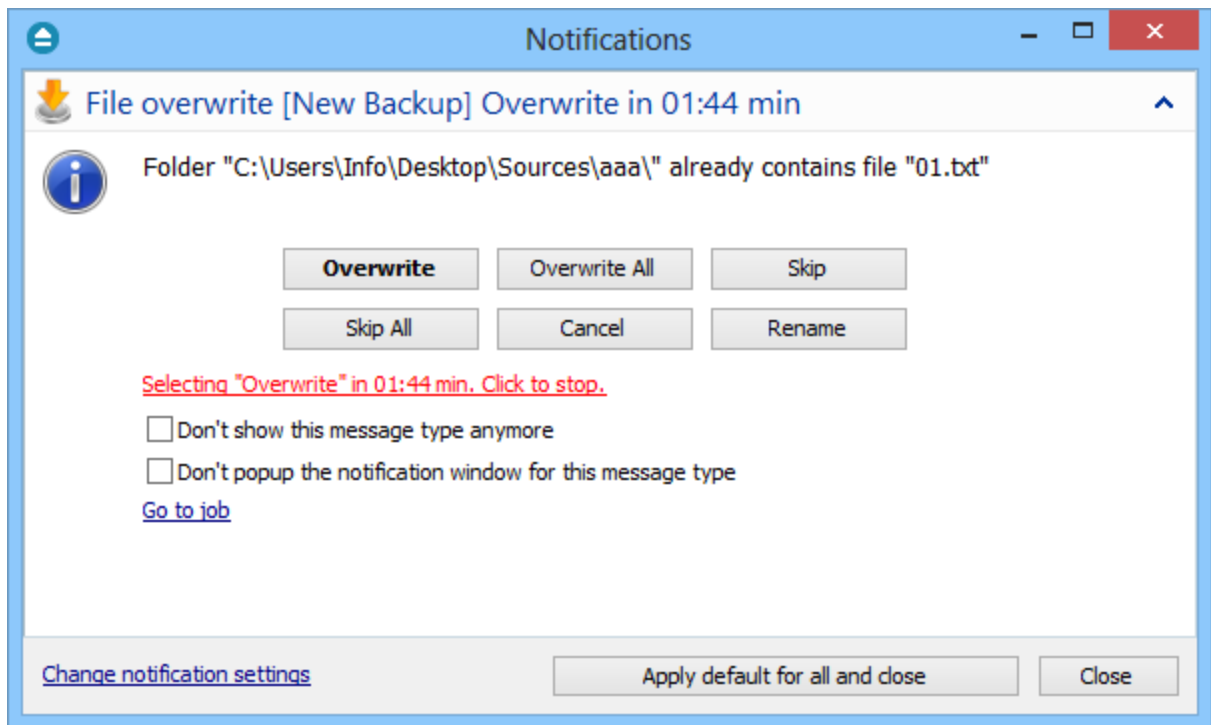 Notifications
File overwrite [New Backup] Overwrite in 01:44 min
Folder "C:\Users\Info\Desktop\Sources\aaa\" already contains file "01.txt"
Overwrite Overwrite All Skip
Skip All Cancel Rename
Selecting "Overwrite" in 01:44 min. Click to stop.
Don't show this message type anymore
Don't popup the notification window for this message type
Go to job
Change notification settings Apply default for all and close Close